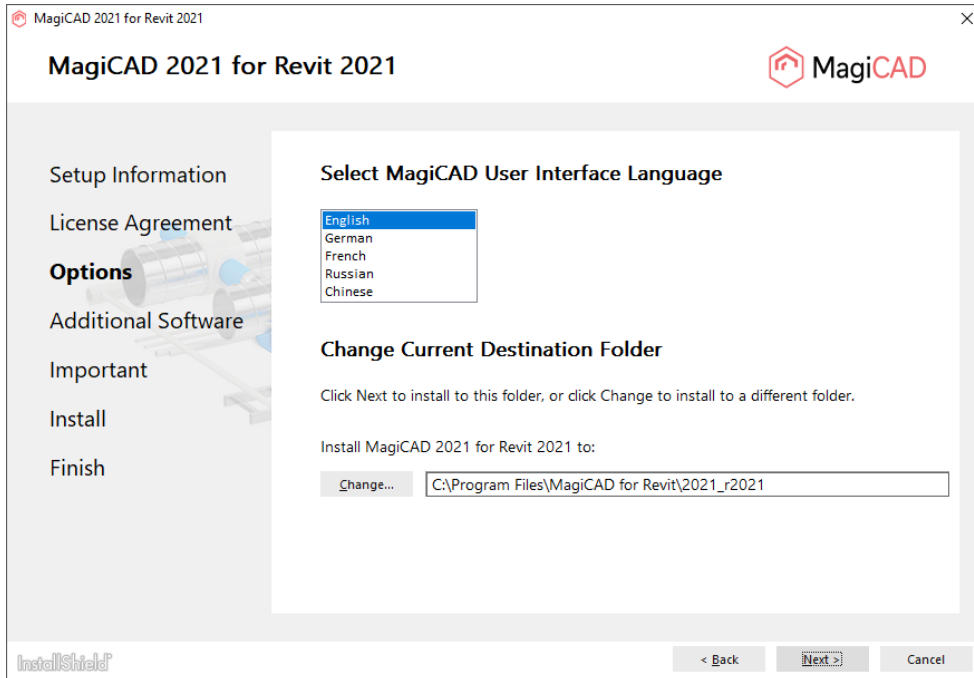 MagiCAD 2021 for Revit 2021
MagiCAD 2021 for Revit 2021
MagiCAD
Setup Information
License Agreement
Options
Additional Software
Important
Install
Finish
Select MagiCAD User Interface Language
English
German
French
Russian
Chinese
Change Current Destination Folder
Click Next to install to this folder, or click Change to install to a different folder.
Install MagiCAD 2021 for Revit 2021 to:
Change... C:\Program Files\MagiCAD for Revit\2021_r2021
InstallShield
< Back Next > Cancel